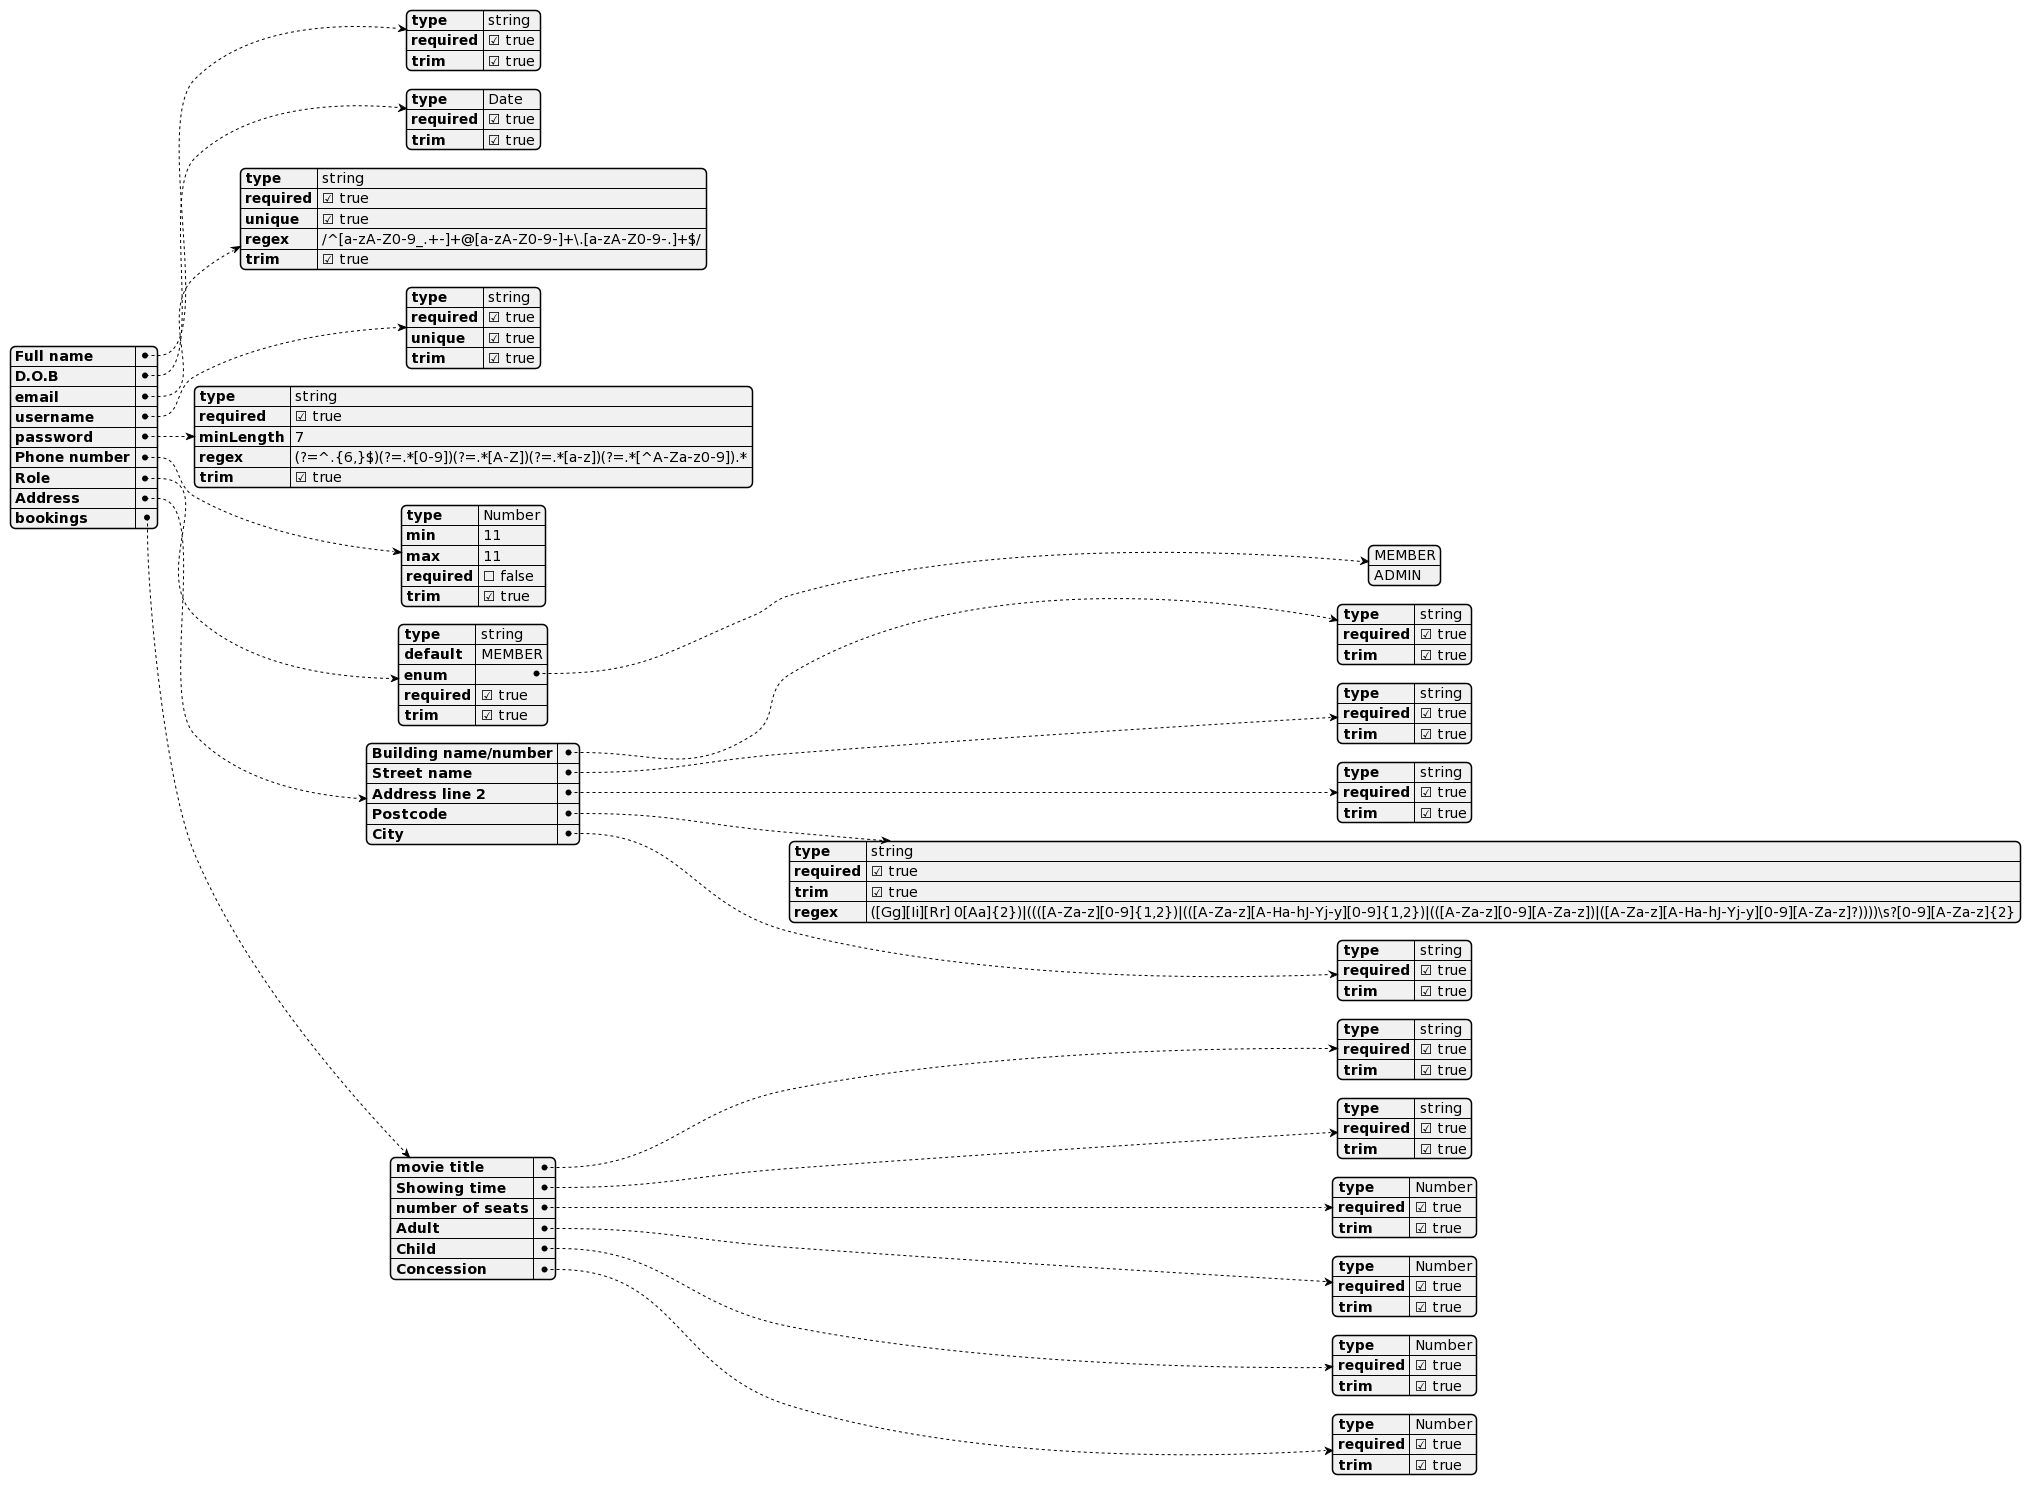 type string
required ☑ true
trim ☑ true
type Date
required ☑ true
trim ☑ true
type string
required ☑ true
unique ☑ true
regex /^[a-zA-Z0-9_.+-]+@[a-zA-Z0-9-]+\.[a-zA-Z0-9-.]+$/
trim ☑ true
type string
required ☑ true
unique ☑ true
trim ☑ true
Full name
D.O.B
email
username
password
Phone number
Role
Address
bookings
type string
required ☑ true
minLength 7
regex (?=^.{6,}$)(?=.*[0-9])(?=.*[A-Z])(?=.*[a-z])(?=.*[^A-Za-z0-9]).*
trim ☑ true
type Number
min 11
max 11
required ☐ false
trim ☑ true
type string
default MEMBER
enum
required ☑ true
trim ☑ true
MEMBER
ADMIN
Building name/number
Street name
Address line 2
Postcode
City
type string
required ☑ true
trim ☑ true
type string
required ☑ true
trim ☑ true
type string
required ☑ true
trim ☑ true
type string
required ☑ true
trim ☑ true
regex ([Gg][Ii][Rr] 0[Aa]{2})|((([A-Za-z][0-9]{1,2})|(([A-Za-z][A-Ha-hJ-Yj-y][0-9]{1,2})|(([A-Za-z][0-9][A-Za-z])|([A-Za-z][A-Ha-hJ-Yj-y][0-9][A-Za-z]?))))\s?[0-9][A-Za-z]{2}
type string
required ☑ true
trim ☑ true
movie title
Showing time
number of seats
Adult
Child
Concession
type string
required ☑ true
trim ☑ true
type string
required ☑ true
trim ☑ true
type Number
required ☑ true
trim ☑ true
type Number
required ☑ true
trim ☑ true
type Number
required ☑ true
trim ☑ true
type Number
required ☑ true
trim ☑ true